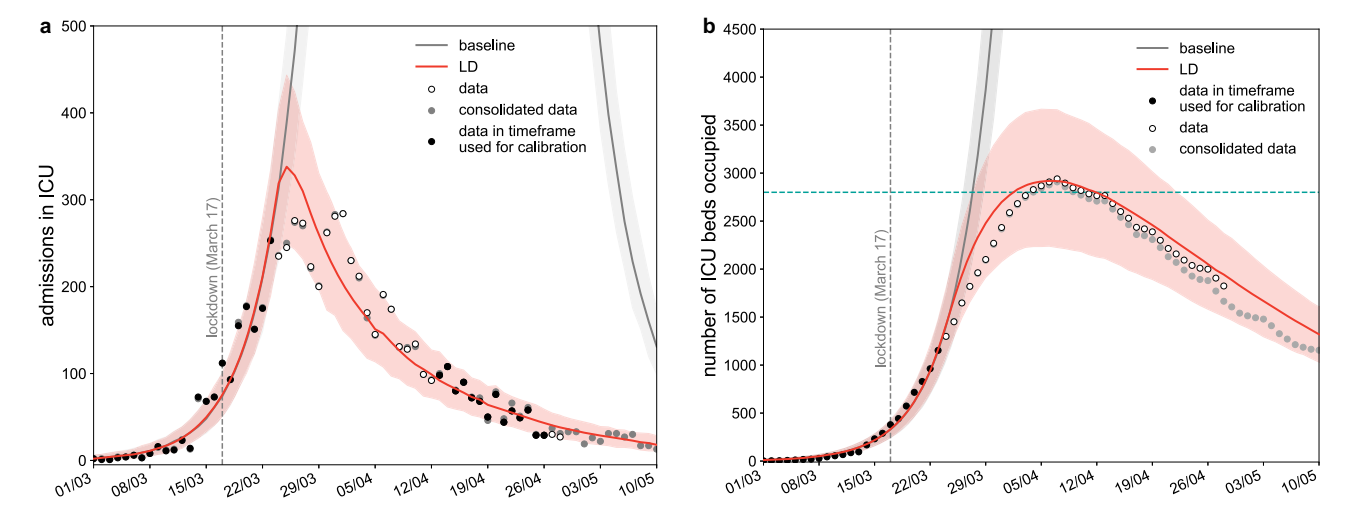 a
500
400
300
200
100
0
admissions in ICU
lockdown (March 17)
baseline
LD
data
consolidated data
data in timeframe
used for calibration
01/03
08/03
15/03
22/03
29/03
05/04
12/04
19/04
26/04
03/05
10/05
b
4500
4000
3500
3000
2500
2000
1500
1000
500
0
number of ICU beds occupied
lockdown (March 17)
baseline
LD
data in timeframe
used for calibration
data
consolidated data
01/03
08/03
15/03
22/03
29/03
05/04
12/04
19/04
26/04
03/05
10/05